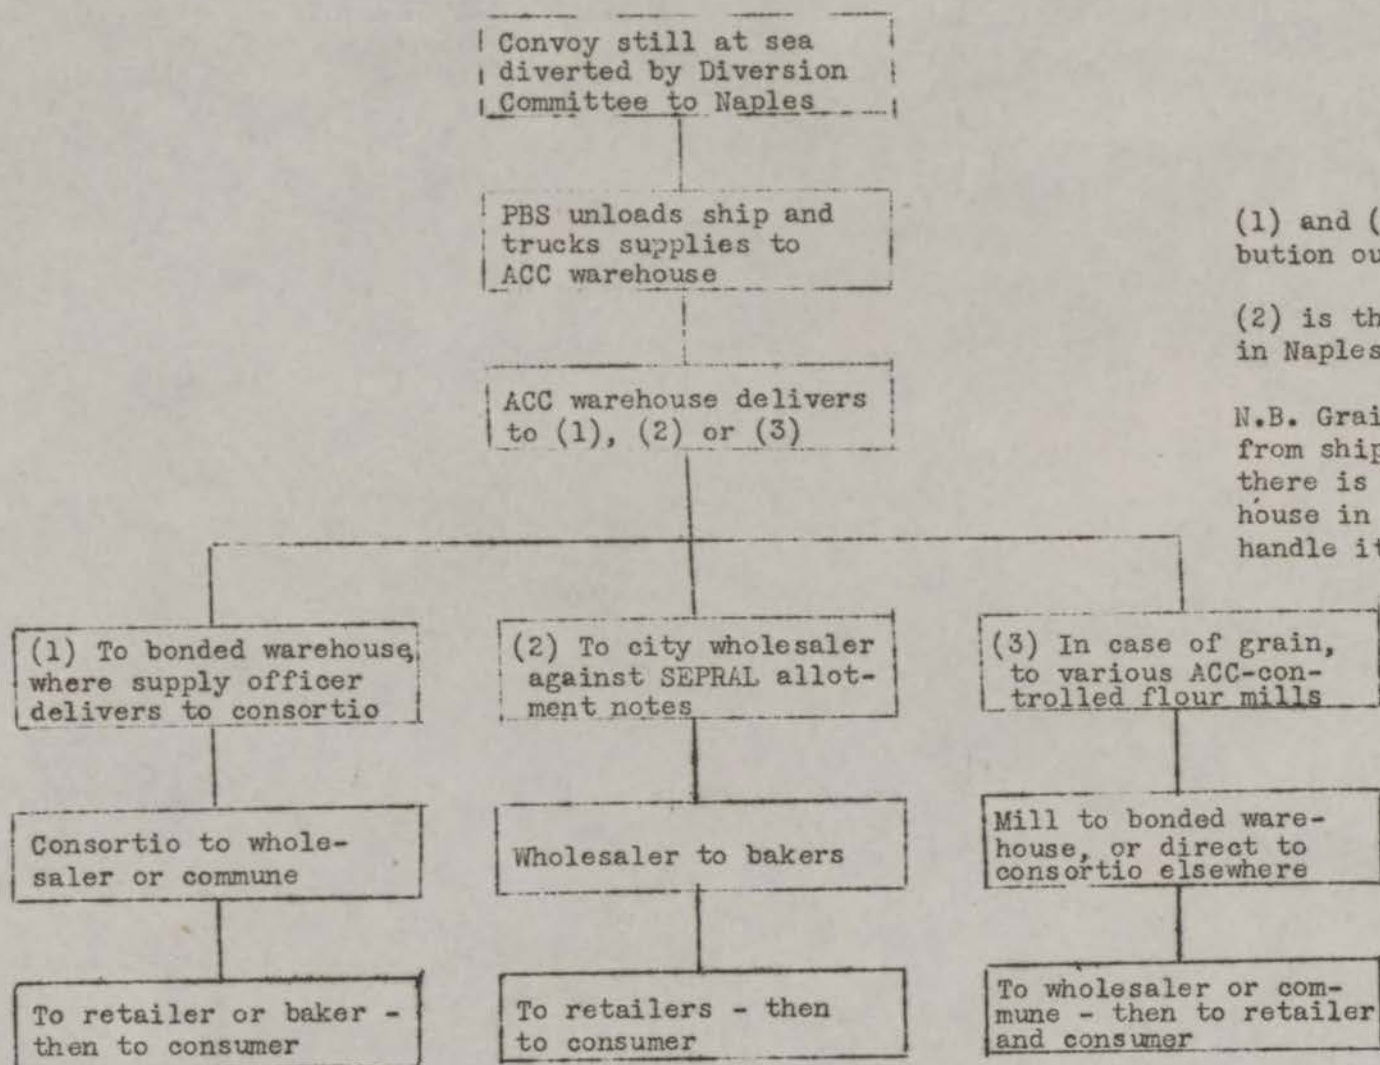 Convoy still at sea
diverted by Diversion
Committee to Naples
PBS unloads ship and
trucks supplies to
ACC warehouse
ACC warehouse delivers
to (1), (2) or (3)
(1) and (
bution ou
(2) is th
in Naples
N.B. Grai
from ship
there is
house in
handle it
(1) To bonded warehouse,
where supply officer
delivers to consortio
(2) To city wholesaler
against SEPRAL allot-
ment notes
(3) In case of grain,
to various ACC-con-
trolled flour mills
Consortio to whole-
saler or commune
Wholesaler to bakers
Mill to bonded ware-
house, or direct to
consortio elsewhere
To retailer or baker -
then to consumer
To retailers - then
to consumer
To wholesaler or com-
mune - then to retailer
and consumer